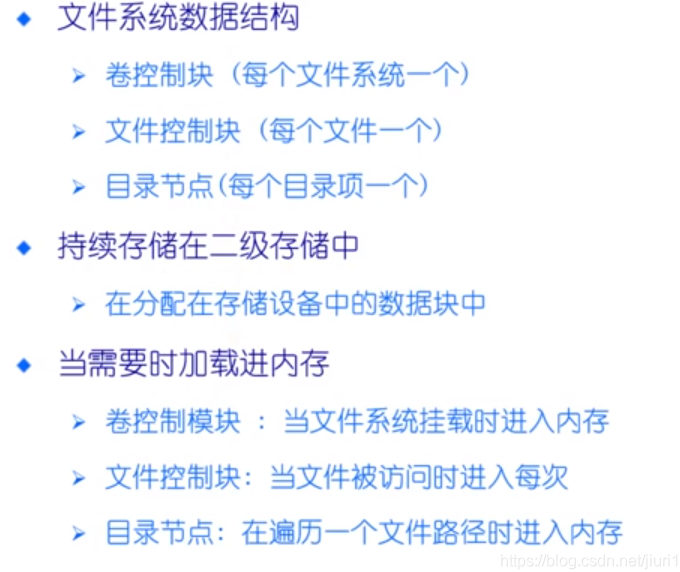 文件系统数据结构
卷控制块 (每个文件系统一个)
文件控制块 (每个文件一个)
目录节点(每个目录项一个)
持续存储在二级存储中
在分配在存储设备中的数据块中
当需要时加载进内存
卷控制模块 : 当文件系统挂载时进入内存
文件控制块: 当文件被访问时进入每次
目录节点: 在遍历一个文件路径时进入内存
https://blog.csdn.net/jiuri1